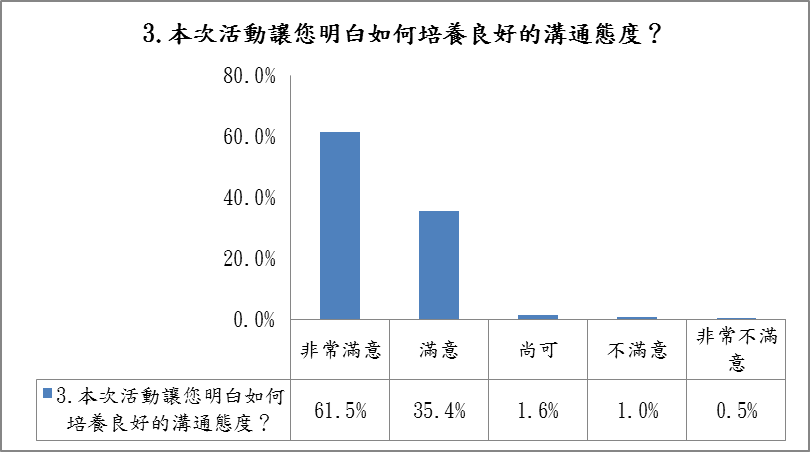 3.本次活動讓您明白如何培養良好的溝通態度？
80.0%
60.0%
40.0%
20.0%
0.0%
非常滿意
滿意
尚可
不滿意
非常不滿
意
3.本次活動讓您明白如何
培養良好的溝通態度？
61.5%
35.4%
1.6%
1.0%
0.5%